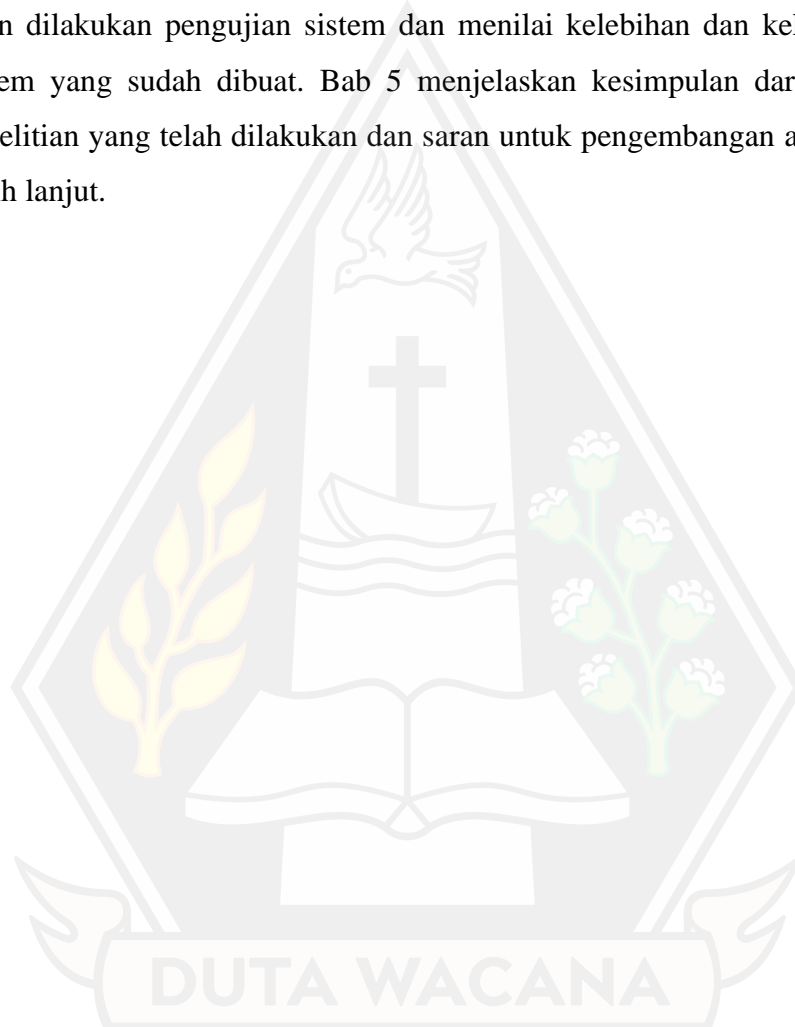 n dilakukan pengujian sistem dan menilai kelebihan dan kel
em yang sudah dibuat. Bab 5 menjelaskan kesimpulan dar
elitian yang telah dilakukan dan saran untuk pengembangan a
h lanjut.
DUTA WACANA